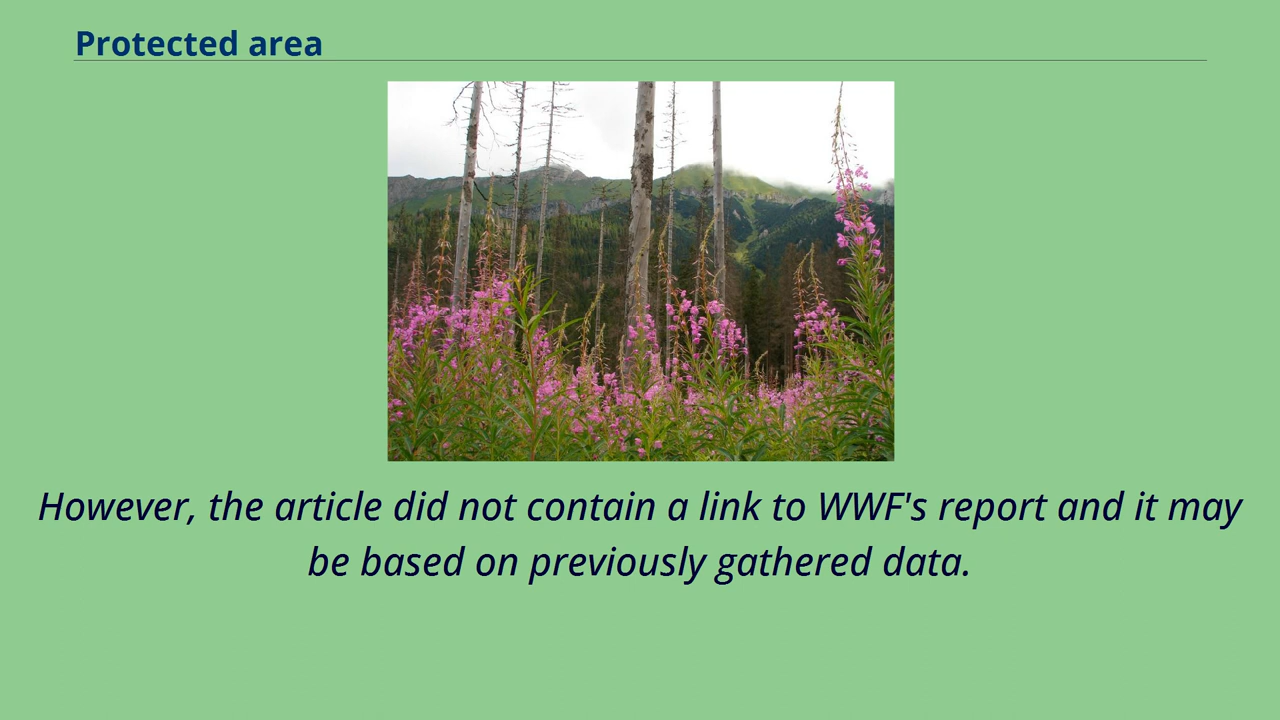 Protected area
However, the article did not contain a link to WWF's report and it may
be based on previously gathered data.